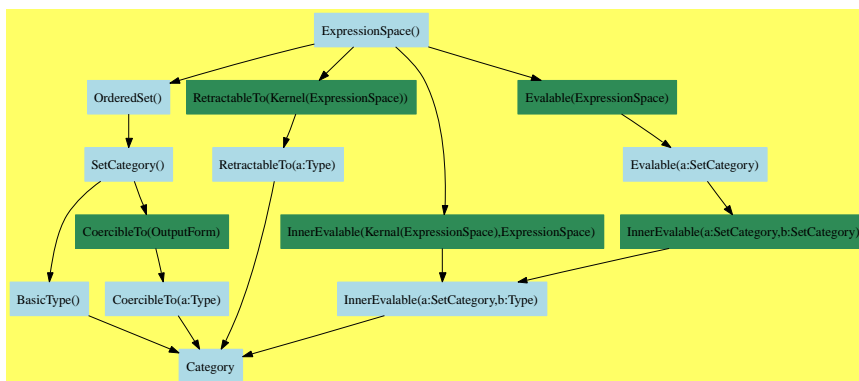 ExpressionSpace()
OrderedSet()
RetractableTo(Kernel(ExpressionSpace))
Evalable(ExpressionSpace)
SetCategory()
RetractableTo(a:Type)
Evalable(a:SetCategory)
CoercibleTo(OutputForm)
InnerEvalable(Kernal(ExpressionSpace),ExpressionSpace)
InnerEvalable(a:SetCategory,b:SetCategory)
BasicType()
CoercibleTo(a:Type)
InnerEvalable(a:SetCategory,b:Type)
Category